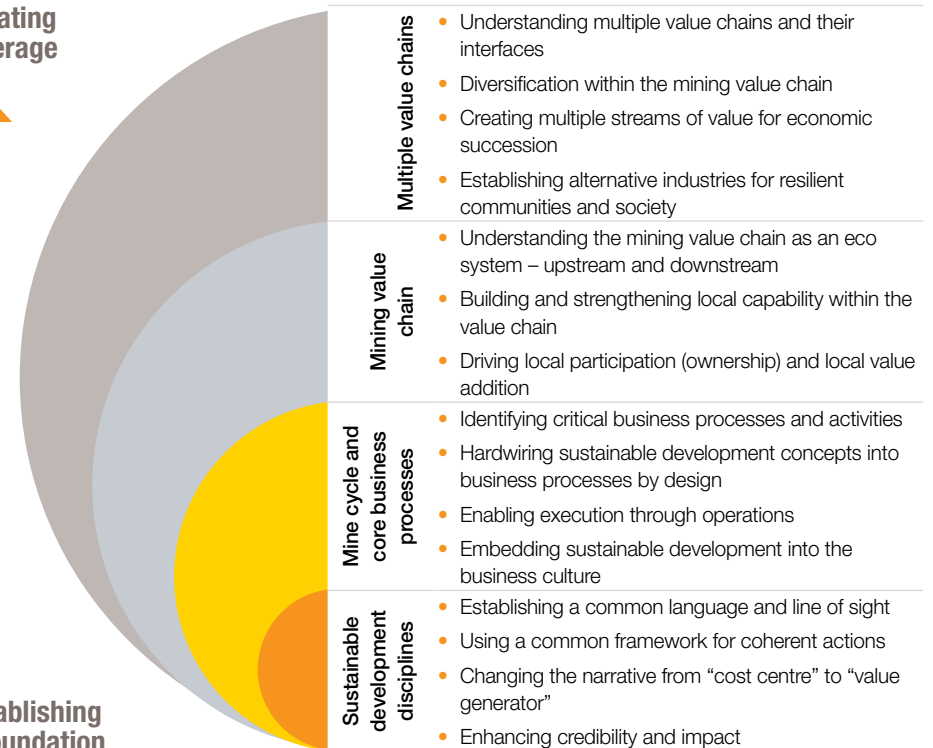 Multiple value chains
Understanding multiple value chains and their
interfaces
Diversification within the mining value chain
Creating multiple streams of value for economic
succession
Establishing alternative industries for resilient
communities and society
Mining value
chain
Understanding the mining value chain as an eco
system – upstream and downstream
Building and strengthening local capability within the
value chain
Driving local participation (ownership) and local value
addition
Mine cycle and
core business
processes
Identifying critical business processes and activities
Hardwiring sustainable development concepts into
business processes by design
Enabling execution through operations
Embedding sustainable development into the
business culture
Sustainable
development
disciplines
Establishing a common language and line of sight
Using a common framework for coherent actions
Changing the narrative from “cost centre” to “value
generator”
Enhancing credibility and impact